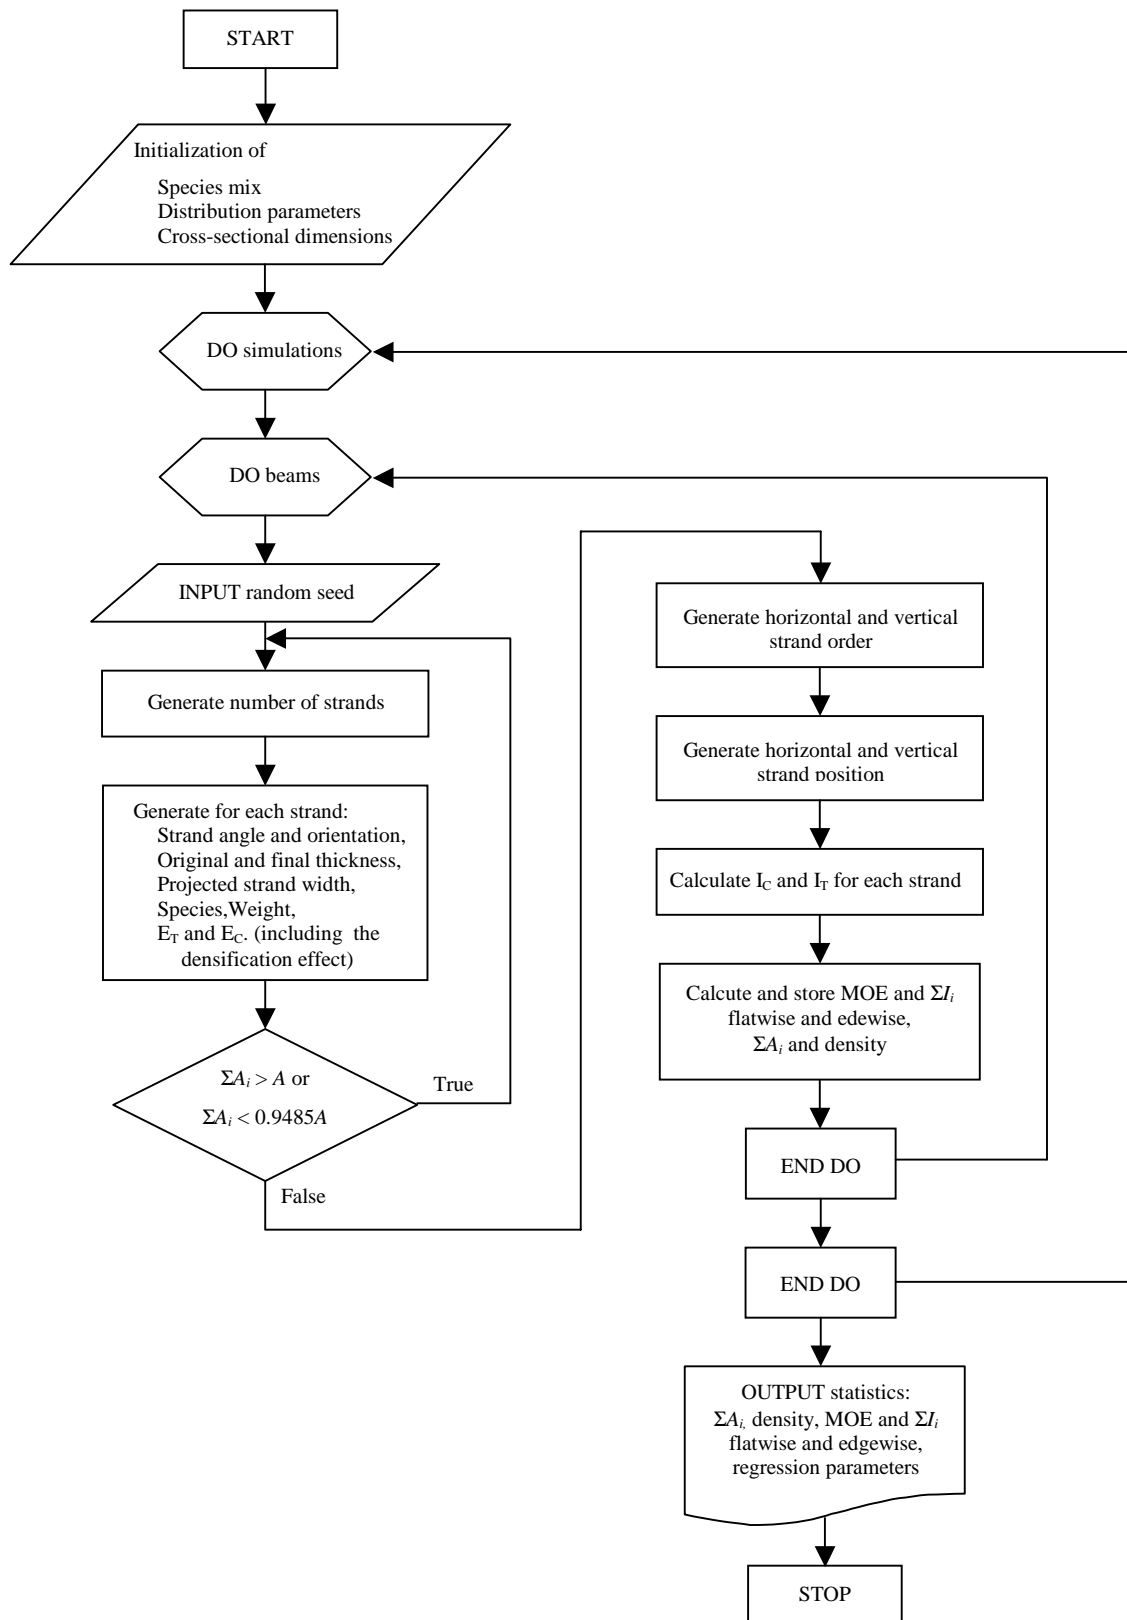 START
Initialization of
Species mix
Distribution parameters
Cross-sectional dimensions
DO simulations
DO beams
INPUT random seed
Generate number of strands
Generate for each strand:
Strand angle and orientation,
Original and final thickness,
Projected strand width,
Species,Weight,
E_T and E_C. (including the
densification effect)
ΣA_i > A or
ΣA_i < 0.9485A
True
False
Generate horizontal and vertical
strand order
Generate horizontal and vertical
strand position
Calculate I_C and I_T for each strand
Calcute and store MOE and ΣI_i
flatwise and edewise,
ΣA_i and density
END DO
END DO
OUTPUT statistics:
ΣA_i, density, MOE and ΣI_i
flatwise and edgewise,
regression parameters
STOP